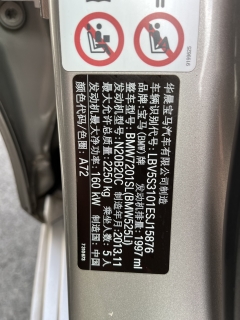 华晨宝马汽车有限公司制造
车辆识别代号: LBV5S3101ESJ15876
品牌: 宝马 (BMW) 牌 发动机排量: 1997 ml
整车型号: BMW7201SL(BMW525Li)
发动机型号: N20B20C 制造年月: 2013.11
最大允许总质量: 2250 kg 乘坐人数: 5人
发动机最大净功率: 160 kW 制造国: 中国
颜色代码/色圈: A72